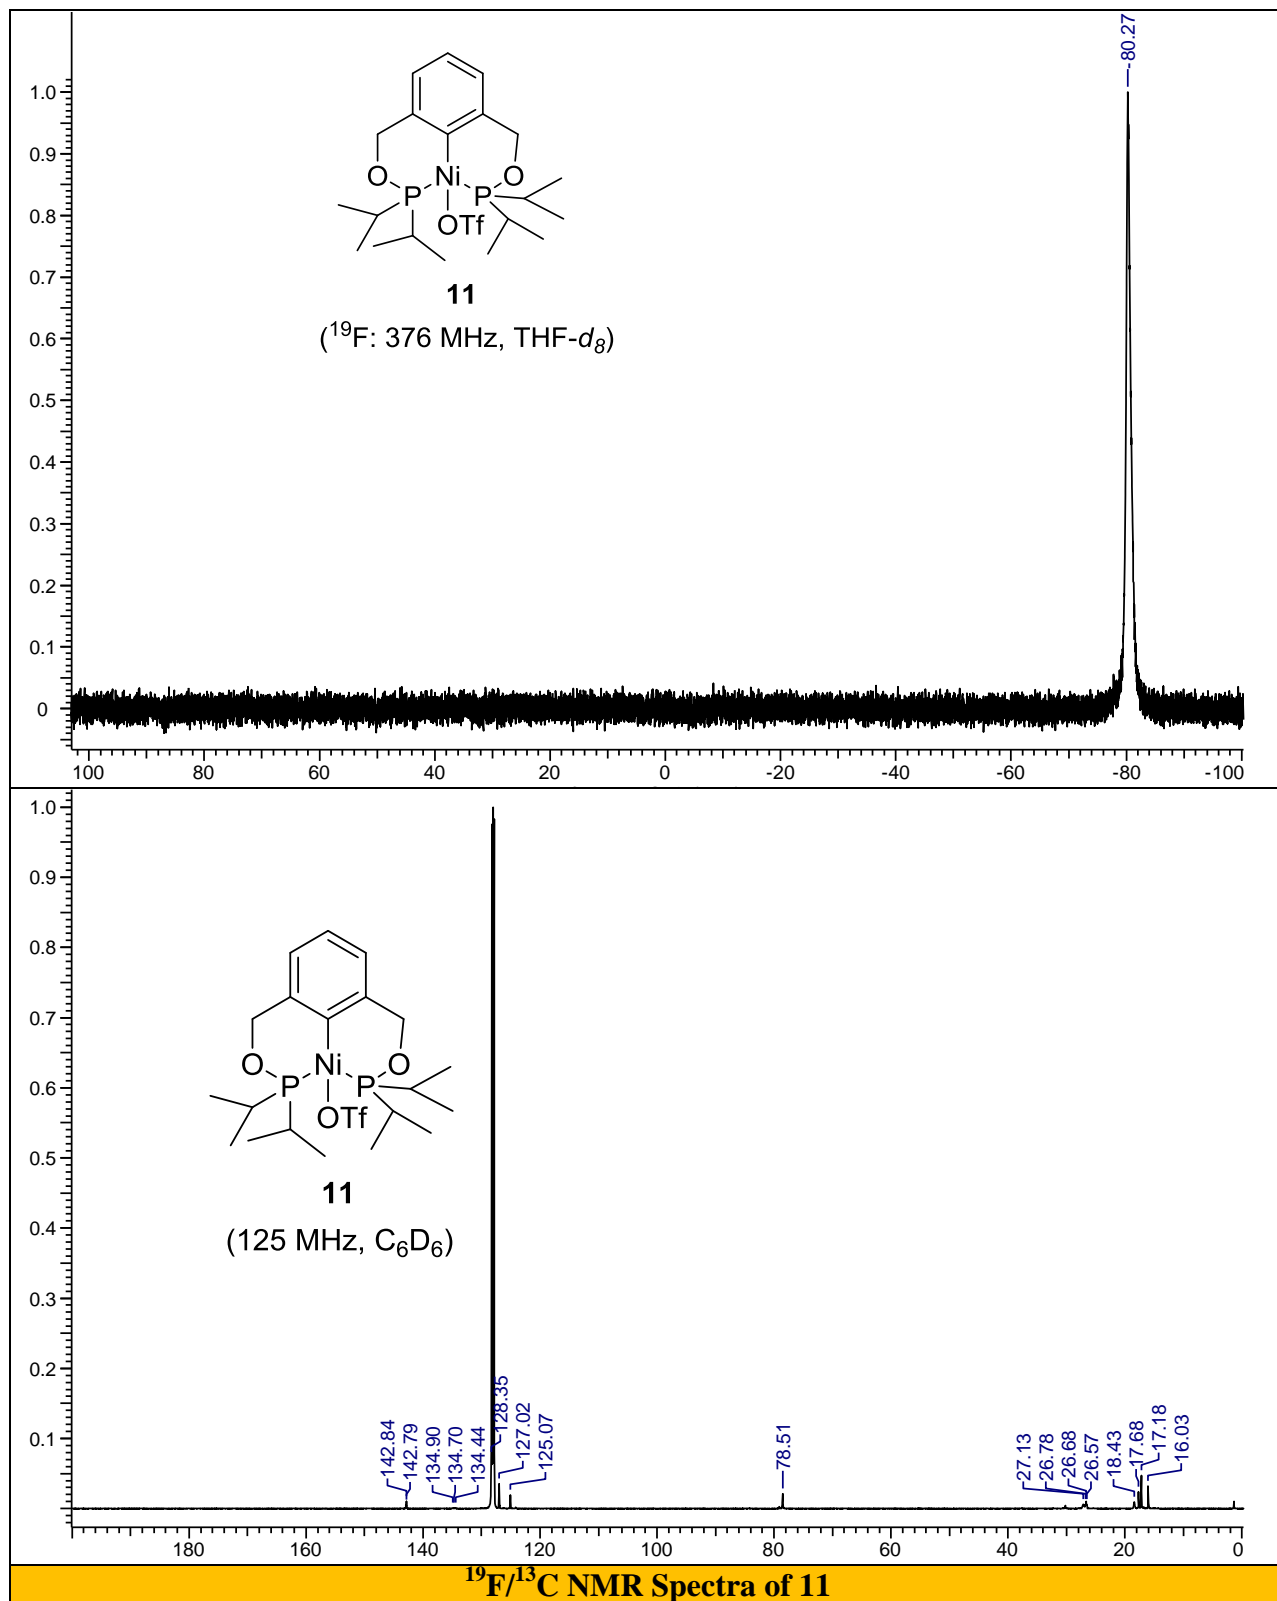 -80.27
1.0
0.9
0.8
0.7
0.6
0.5
0.4
0.3
0.2
0.1
0
O
P
Ni
P
O
OTf
11
(19F: 376 MHz, THF-d8)
100 80 60 40 20 0 -20 -40 -60 -80 -100
1.0
0.9
0.8
0.7
0.6
0.5
0.4
0.3
0.2
0.1
O
P
Ni
P
O
OTf
11
(125 MHz, C6D6)
142.84
142.79
134.90
134.70
134.44
128.35
127.02
125.07
78.51
27.13
26.78
26.68
26.57
18.43
17.68
17.18
16.03
180 160 140 120 100 80 60 40 20 0
19F/13C NMR Spectra of 11